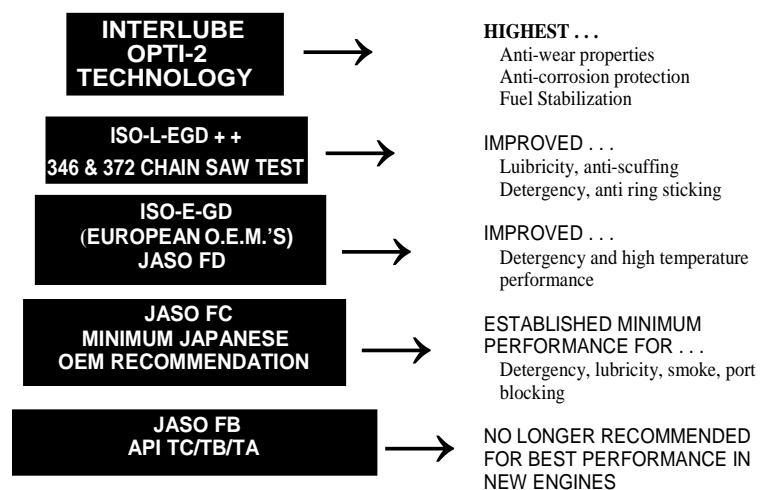 INTERLUBE
OPTI-2
TECHNOLOGY
HIGHEST . . .
Anti-wear properties
Anti-corrosion protection
Fuel Stabilization
ISO-L-EGD + +
346 & 372 CHAIN SAW TEST
IMPROVED . . .
Luibricity, anti-scuffing
Detergency, anti ring sticking
ISO-E-GD
(EUROPEAN O.E.M.'S)
JASO FD
IMPROVED . . .
Detergency and high temperature
performance
JASO FC
MINIMUM JAPANESE
OEM RECOMMENDATION
ESTABLISHED MINIMUM
PERFORMANCE FOR . . .
Detergency, lubricity, smoke, port
blocking
JASO FB
API TC/TB/TA
NO LONGER RECOMMENDED
FOR BEST PERFORMANCE IN
NEW ENGINES